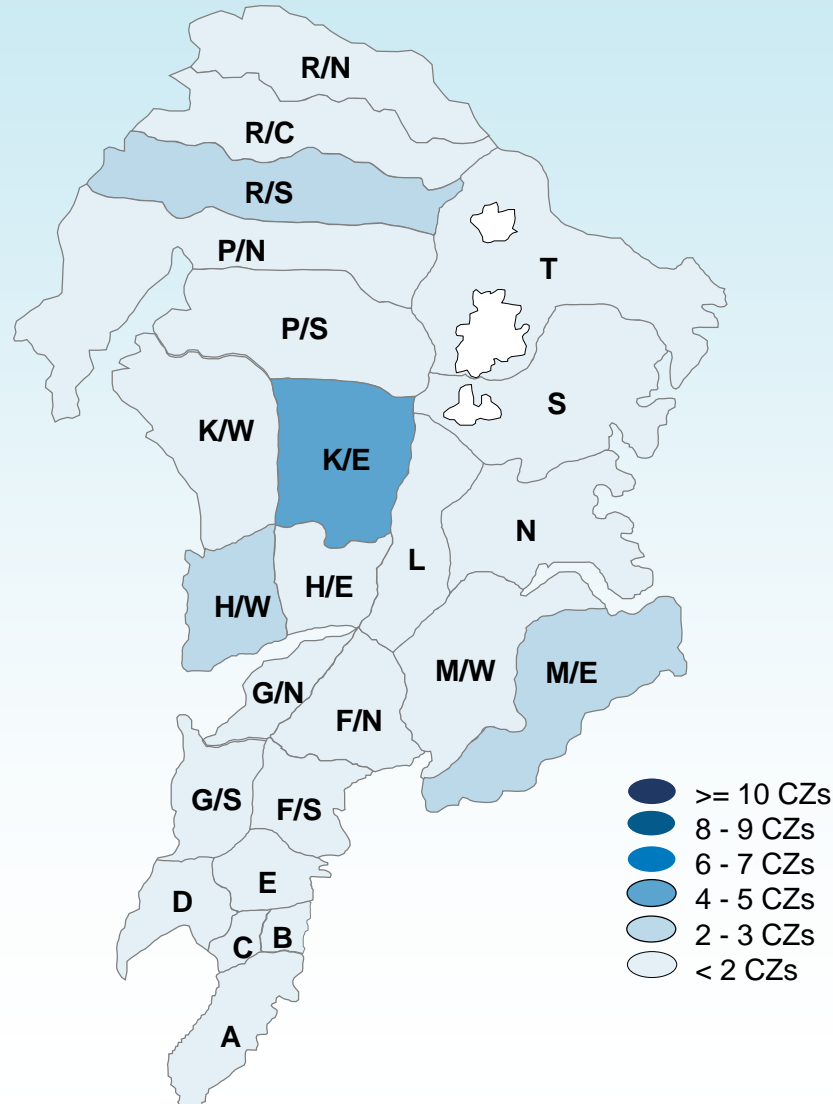 R/N
R/C
R/S
P/N
T
P/S
S
K/W
K/E
N
L
H/E
H/W
M/W
M/E
G/N
F/N
G/S
F/S
E
D
B
C
A
>= 10 CZs
8 - 9 CZs
6 - 7 CZs
4 - 5 CZs
2 - 3 CZs
< 2 CZs